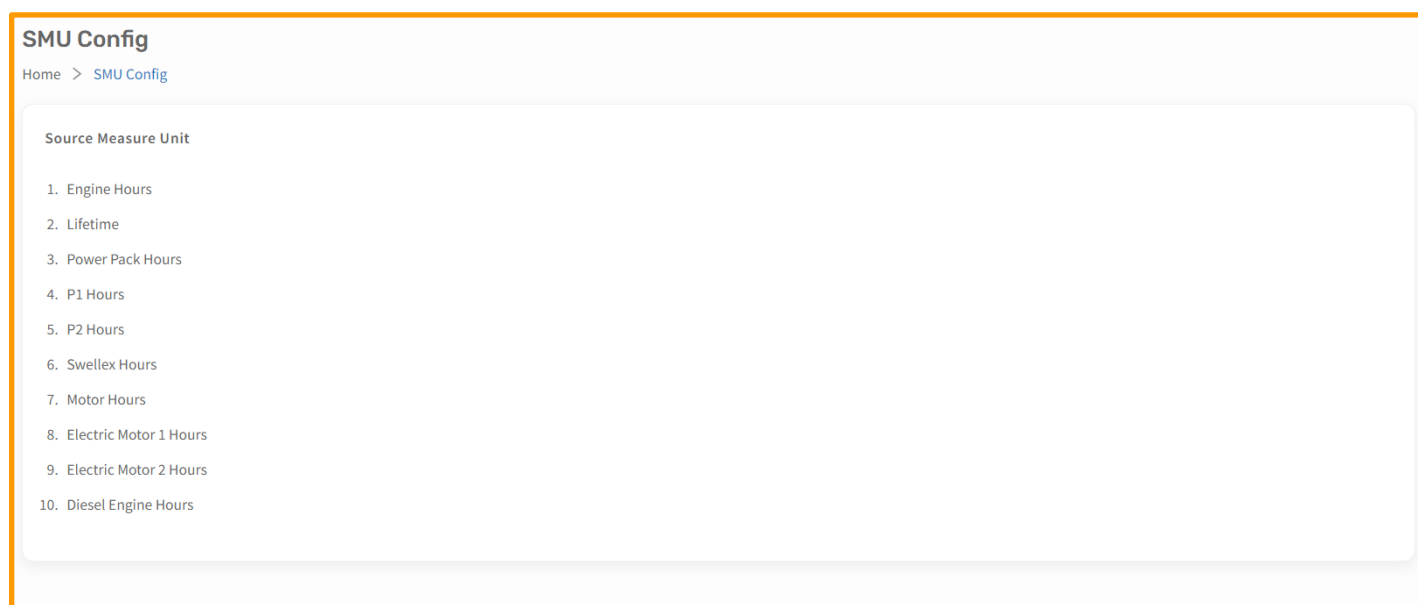 SMU Config
Home > SMU Config
Source Measure Unit
1. Engine Hours
2. Lifetime
3. Power Pack Hours
4. P1 Hours
5. P2 Hours
6. Swellex Hours
7. Motor Hours
8. Electric Motor 1 Hours
9. Electric Motor 2 Hours
10. Diesel Engine Hours